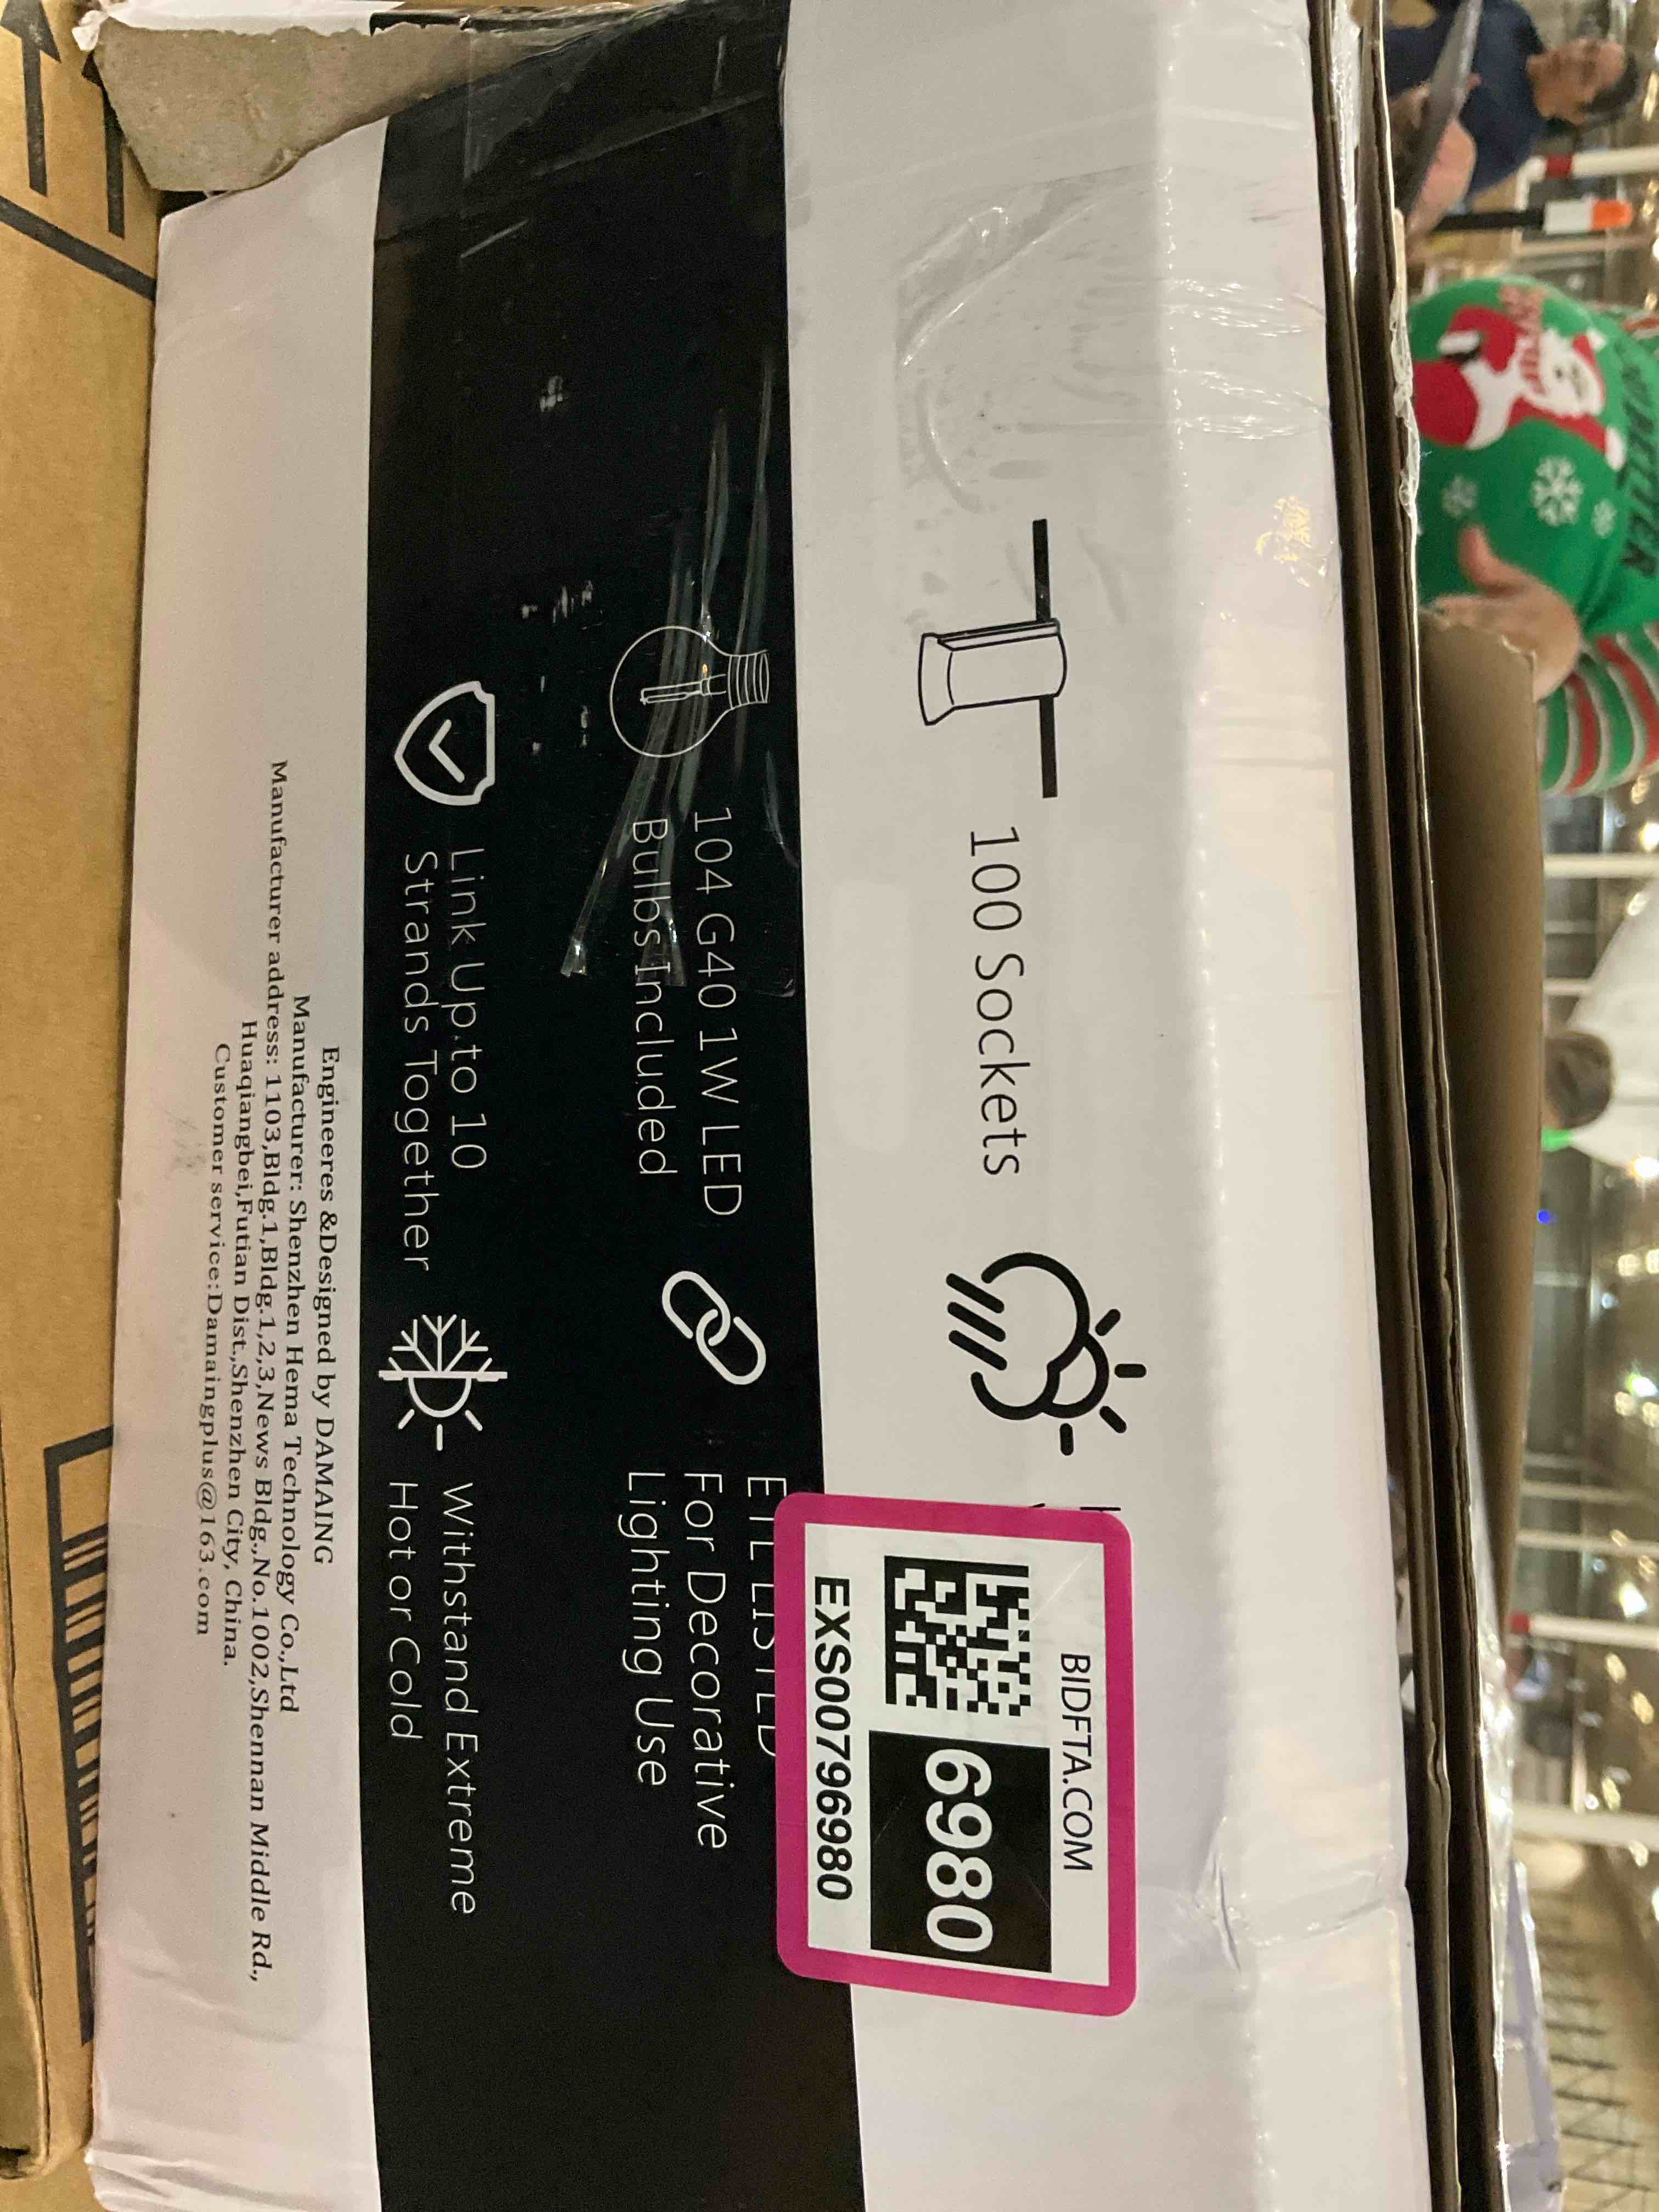 100 Sockets
104 G40 1W LED
Bulbs Included
For Decorative
Lighting Use
Link Up to 10
Strands Together
Withstand Extreme
Hot or Cold
BIDFTA.COM
6980
EXS00796980
Engineeres &Designed by DAMAING
Manufacturer: Shenzhen Hema Technology Co.,Ltd
Manufacturer address: 1103,Bldg.1,Bldg.1,2,3,News Bldg.,No.1002,Shennan Middle Rd.,
Huaqiangbei,Futian Dist.,Shenzhen City, China.
Customer service:Damaingplus@163.com